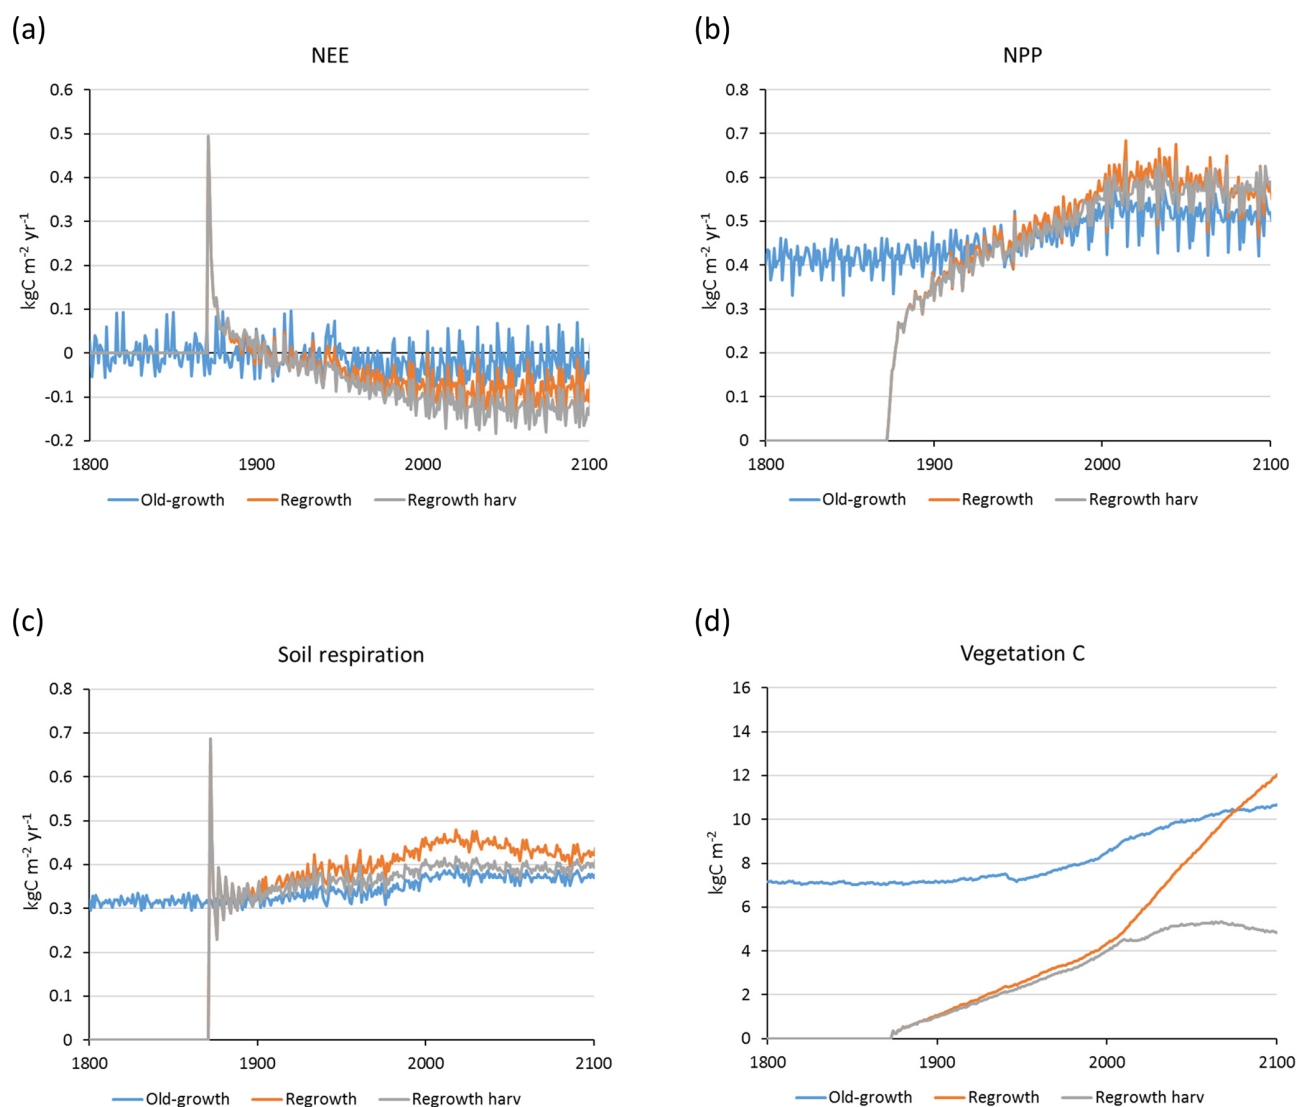 (a)
NEE
kgC m⁻² yr⁻¹
0.6
0.5
0.4
0.3
0.2
0.1
0
-0.1
-0.2
1800 1900 2000 2100
Old-growth Regrowth Regrowth harv
(b)
NPP
kgC m⁻² yr⁻¹
0.8
0.7
0.6
0.5
0.4
0.3
0.2
0.1
0
1800 1900 2000 2100
Old-growth Regrowth Regrowth harv
(c)
Soil respiration
kgC m⁻² yr⁻¹
0.8
0.7
0.6
0.5
0.4
0.3
0.2
0.1
0
1800 1900 2000 2100
Old-growth Regrowth Regrowth harv
(d)
Vegetation C
kgC m⁻²
16
14
12
10
8
6
4
2
0
1800 1900 2000 2100
Old-growth Regrowth Regrowth harv